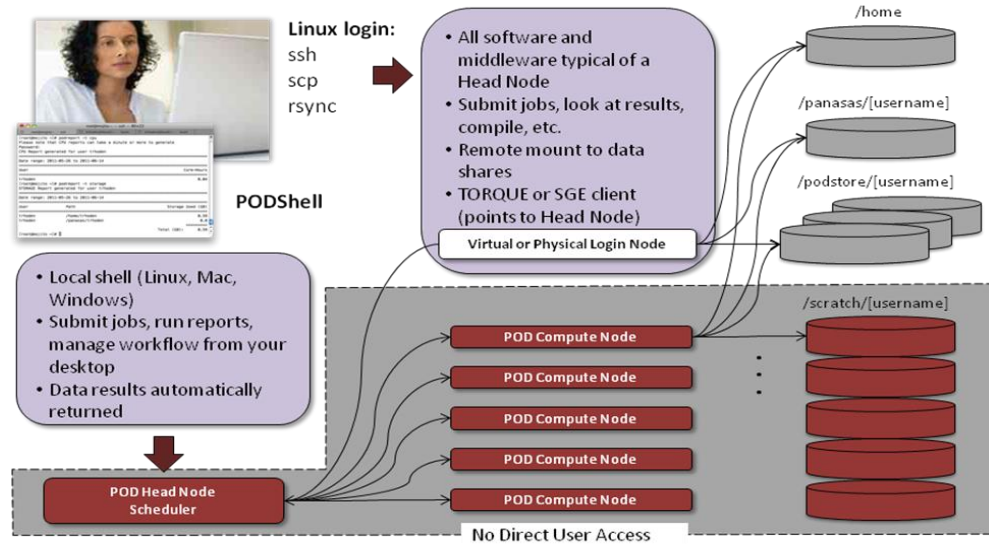 Linux login:
ssh
scp
rsync
PODShell
• All software and
middleware typical of a
Head Node
• Submit jobs, look at results,
compile, etc.
• Remote mount to data
shares
• TORQUE or SGE client
(points to Head Node)
Virtual or Physical Login Node
/home
/panasas/[username]
/podstore/[username]
/scratch/[username]
• Local shell (Linux, Mac,
Windows)
• Submit jobs, run reports,
manage workflow from your
desktop
• Data results automatically
returned
POD Head Node
Scheduler
POD Compute Node
POD Compute Node
POD Compute Node
POD Compute Node
POD Compute Node
No Direct User Access